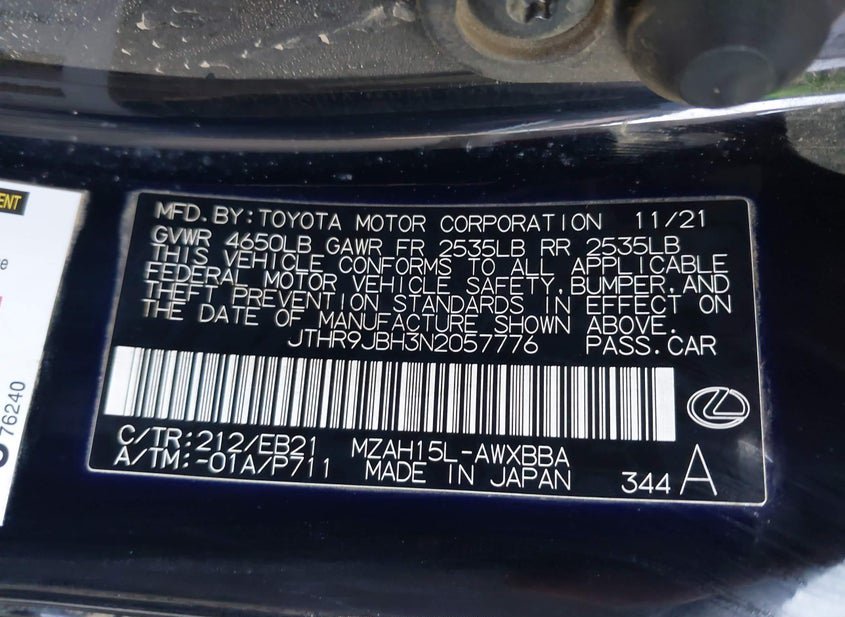 MFD.BY:TOYOTA MOTOR CORPORATION 11/21
GVWR 4650LB GAWR FR 2535LB RR 2535LB
THIS VEHICLE CONFORMS TO ALL APPLICABLE
FEDERAL MOTOR VEHICLE SAFETY,BUMPER,AND
THEFT PREVENTION STANDARDS IN EFFECT ON
THE DATE OF MANUFACTURE SHOWN ABOVE.
JTHR9JBH3N2057776 PASS.CAR
C/TR:212/EB21 MZAH15L-AWXBBA
A/TM:-01A/P711 MADE IN JAPAN 344 A
76240